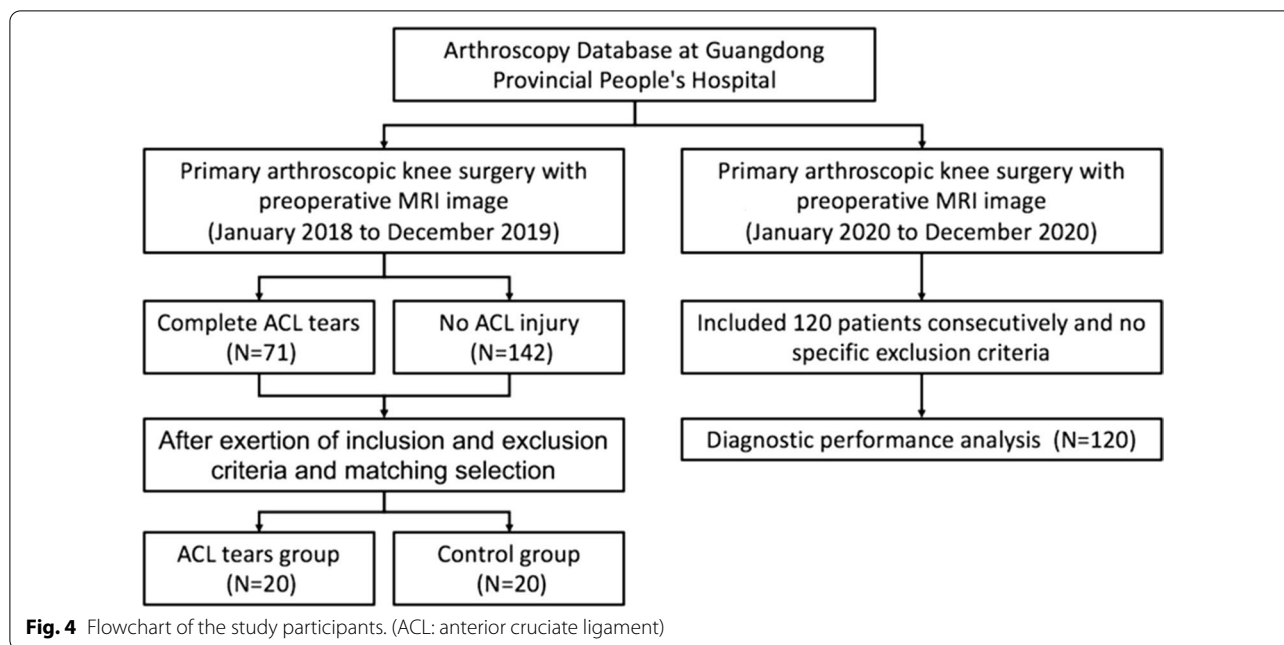 Arthroscopy Database at Guangdong
Provincial People's Hospital
Primary arthroscopic knee surgery with
preoperative MRI image
(January 2018 to December 2019)
Primary arthroscopic knee surgery with
preoperative MRI image
(January 2020 to December 2020)
Complete ACL tears
(N=71)
No ACL injury
(N=142)
Included 120 patients consecutively and no
specific exclusion criteria
After exertion of inclusion and exclusion
criteria and matching selection
Diagnostic performance analysis (N=120)
ACL tears group
(N=20)
Control group
(N=20)
Fig. 4 Flowchart of the study participants. (ACL: anterior cruciate ligament)